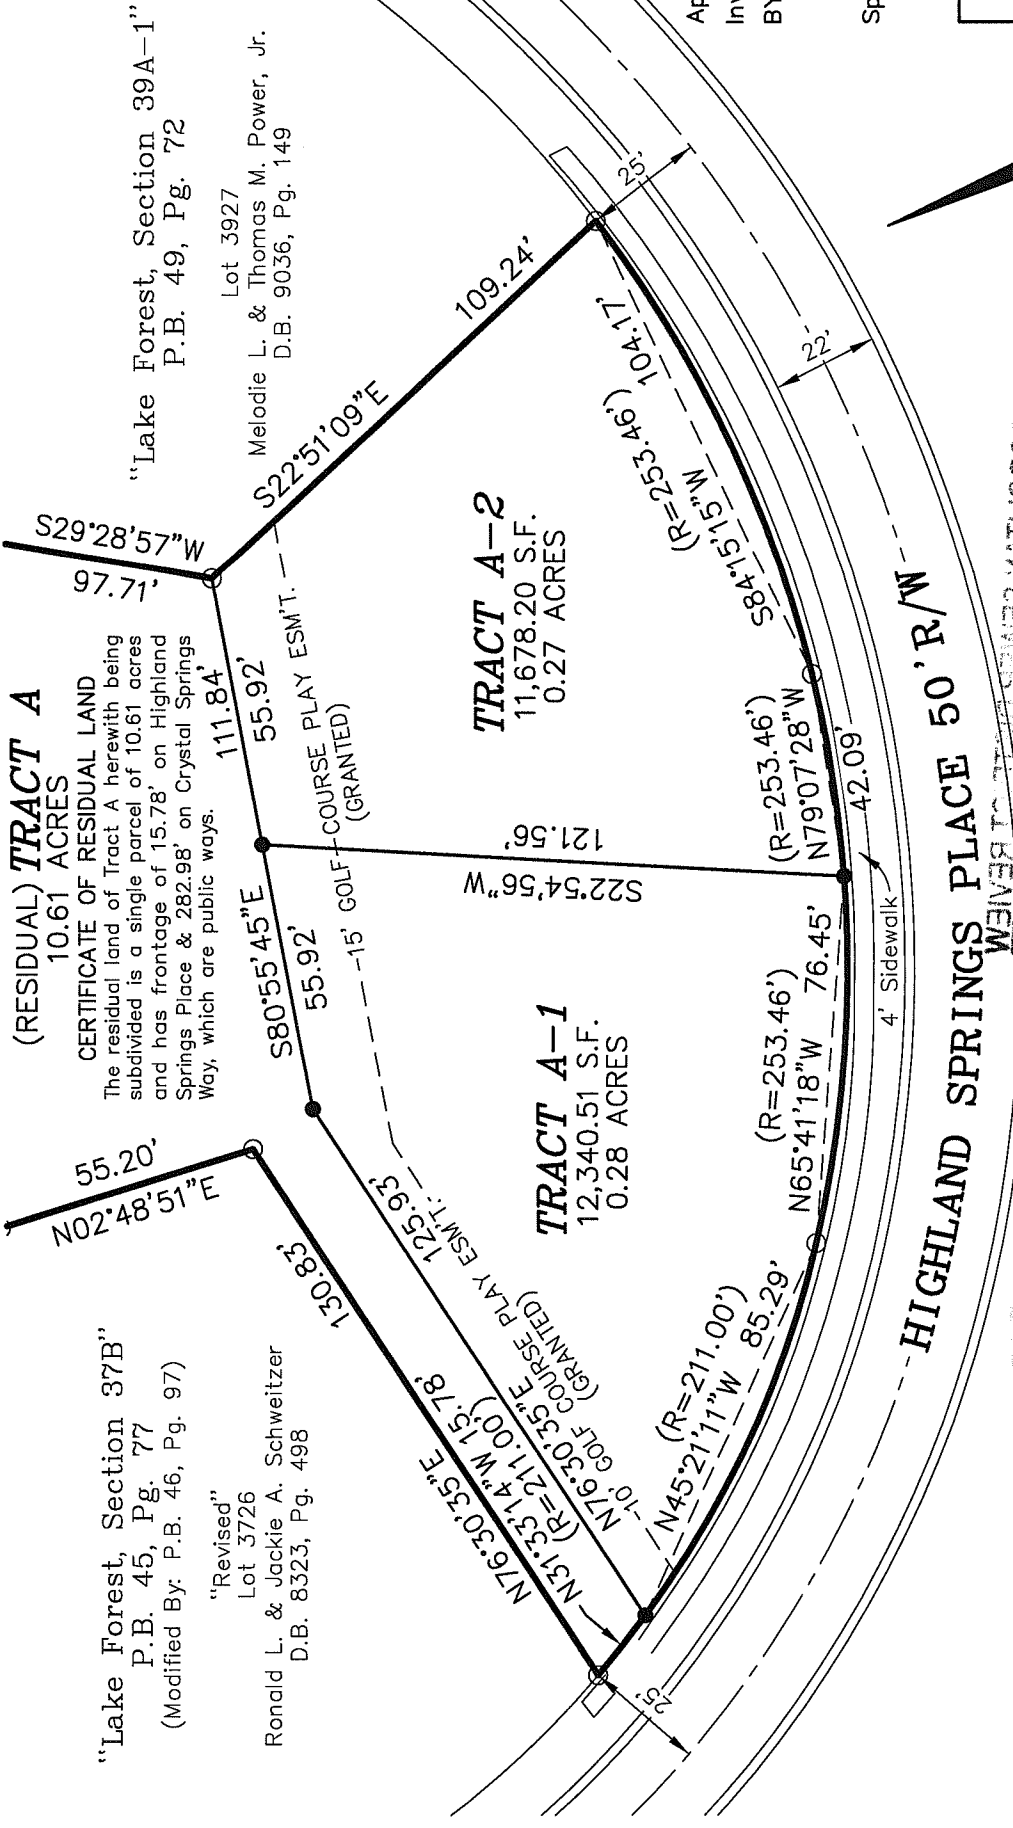 (RESIDUAL) TRACT A
10.61 ACRES
CERTIFICATE OF RESIDUAL LAND
The residual land of Tract A herewith being
subdivided is a single parcel of 10.61 acres
and has frontage of 15.78' on Highland
Springs Place & 282.98' on Crystal Springs
Way, which are public ways.
"Lake Forest, Section 37B"
P.B. 45, Pg. 77
(Modified By: P.B. 46, Pg. 97)
"Revised"
Lot 3726
Ronald L. & Jackie A. Schweitzer
D.B. 8323, Pg. 498
"Lake Forest, Section 39A-1"
P.B. 49, Pg. 72
Lot 3927
Melodie L. & Thomas M. Power, Jr.
D.B. 9036, Pg. 149
55.20'
N02°48'51"E
130.83'
N76°30'35"E
S29°28'57"W
97.71'
111.84'
S80°55'45"E
55.92'
55.92'
S22°51'09"E
109.24'
15' GOLF COURSE PLAY ESM'T.
(GRANTED)
125.93'
N76°30'35"E
10' GOLF COURSE PLAY ESM'T.
(GRANTED)
N31°33'14"W 15.78'
(R=211.00')
TRACT A-1
12,340.51 S.F.
0.28 ACRES
TRACT A-2
11,678.20 S.F.
0.27 ACRES
S22°54'56"W
121.56'
(R=211.00')
N45°21'11"W 85.29'
(R=253.46')
N65°41'18"W 76.45'
(R=253.46')
N79°07'28"W
42.09'
(R=253.46')
S84°15'15"W 104.17'
25'
25'
22'
4' Sidewalk
HIGHLAND SPRINGS PLACE 50' R/W
Ap
Inv
BY
Sp
REVIEW